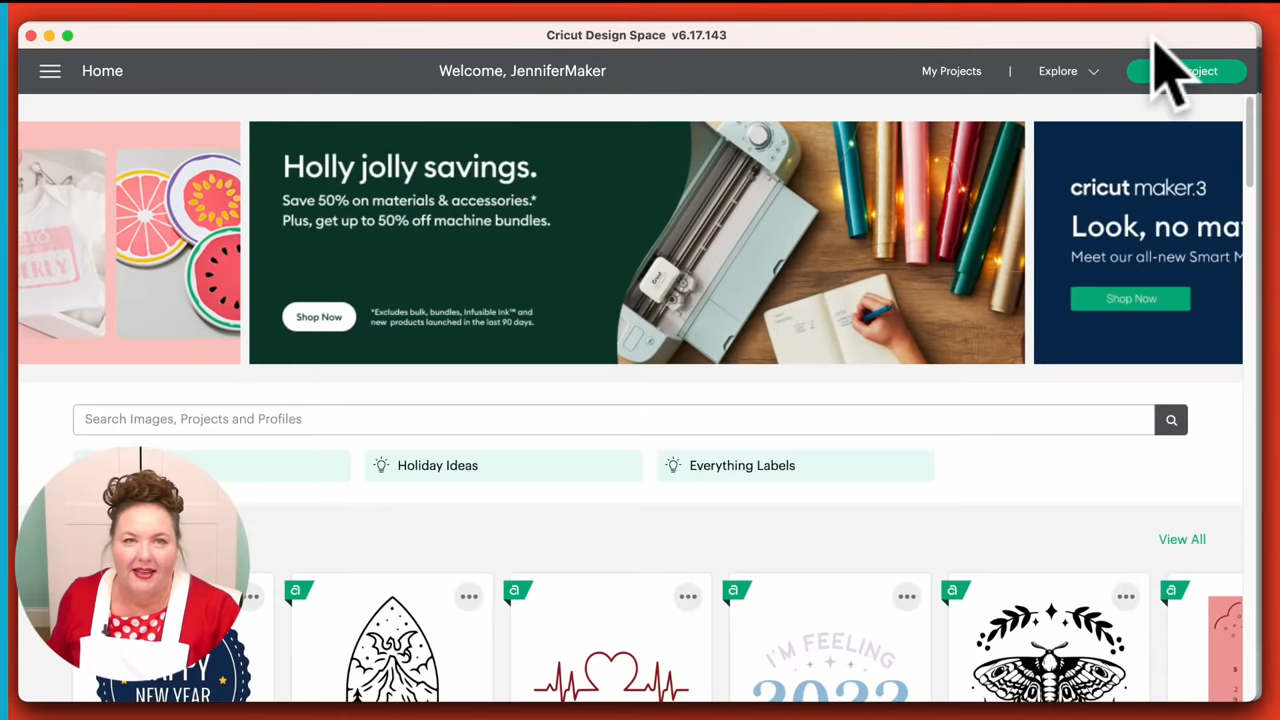 Cricut Design Space v6.17.143
Home
Welcome, JenniferMaker
My Projects
|
Explore
Holly jolly savings.
Save 50% on materials & accessories.*
Plus, get up to 50% off machine bundles.
Shop Now
*Excludes bulk, bundles, Infusible Ink™ and
new products launched in the last 90 days.
cricut maker.3
Look, no ma
Meet our all-new Smart M
Shop Now
Search Images, Projects and Profiles
Holiday Ideas
Everything Labels
View All
a
a
a
a
a
NEW YEAR
I'M FEELING
2022